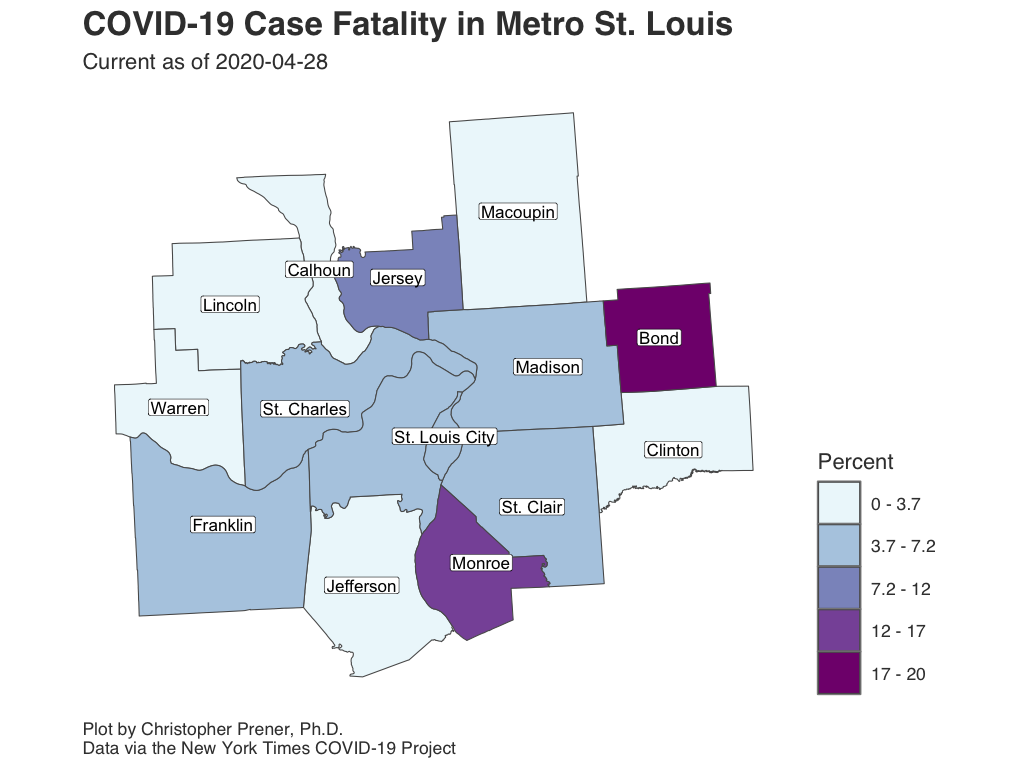 COVID-19 Case Fatality in Metro St. Louis
Current as of 2020-04-28
Macoupin
Calhoun
Jersey
Lincoln
Bond
Madison
Warren
St. Charles
St. Louis City
Clinton
St. Clair
Franklin
Monroe
Jefferson
Percent
0 - 3.7
3.7 - 7.2
7.2 - 12
12 - 17
17 - 20
Plot by Christopher Prener, Ph.D.
Data via the New York Times COVID-19 Project